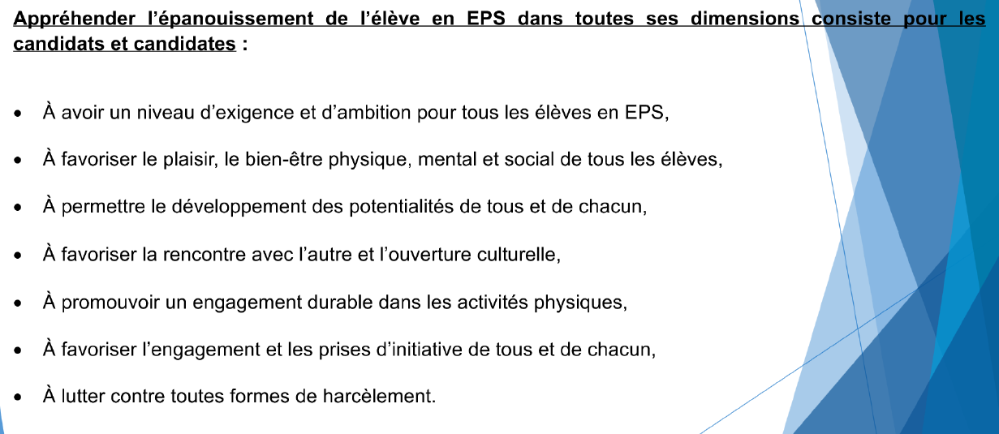 Appréhender l’épanouissement de l’élève en EPS dans toutes ses dimensions consiste pour les
candidats et candidates :
• À avoir un niveau d’exigence et d’ambition pour tous les élèves en EPS,
• À favoriser le plaisir, le bien-être physique, mental et social de tous les élèves,
• À permettre le développement des potentialités de tous et de chacun,
• À favoriser la rencontre avec l’autre et l’ouverture culturelle,
• À promouvoir un engagement durable dans les activités physiques,
• À favoriser l’engagement et les prises d’initiative de tous et de chacun,
• À lutter contre toutes formes de harcèlement.